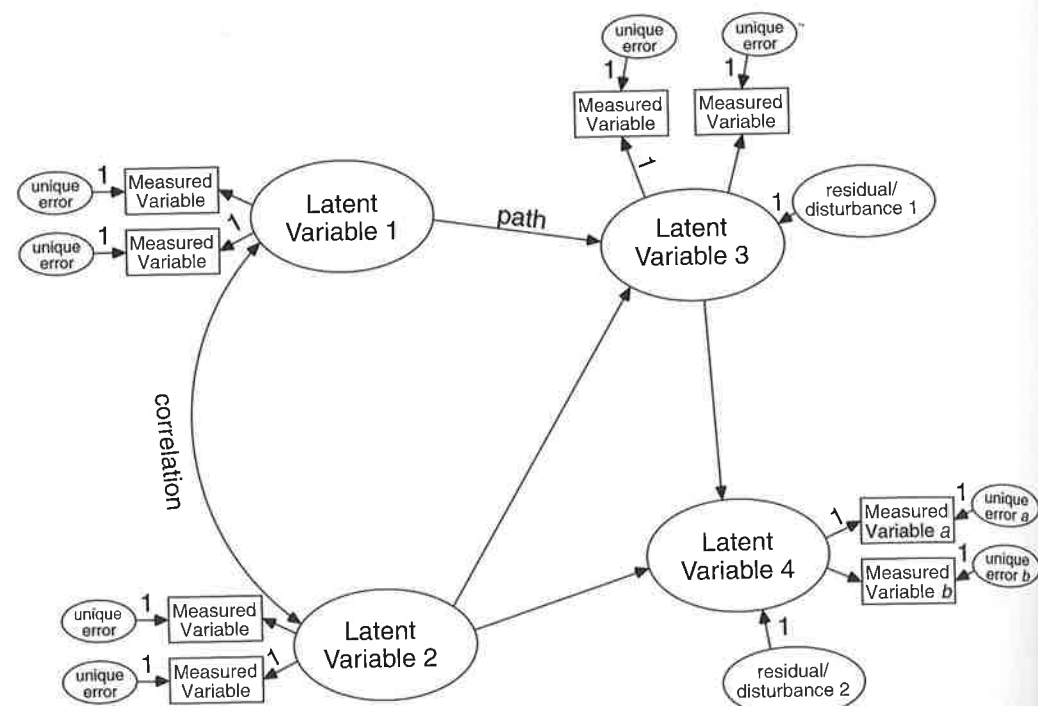 unique
error
1
Measured
Variable
unique
error
1
Measured
Variable
unique
error
1
Measured
Variable
1
unique
error
1
Measured
Variable
1
Latent
Variable 1
path
Latent
Variable 3
1
residual/
disturbance 1
correlation
Latent
Variable 4
1
Measured
Variable a
1
unique
error a
Measured
Variable b
1
unique
error b
1
residual/
disturbance 2
unique
error
1
Measured
Variable
unique
error
1
Measured
Variable
1
Latent
Variable 2